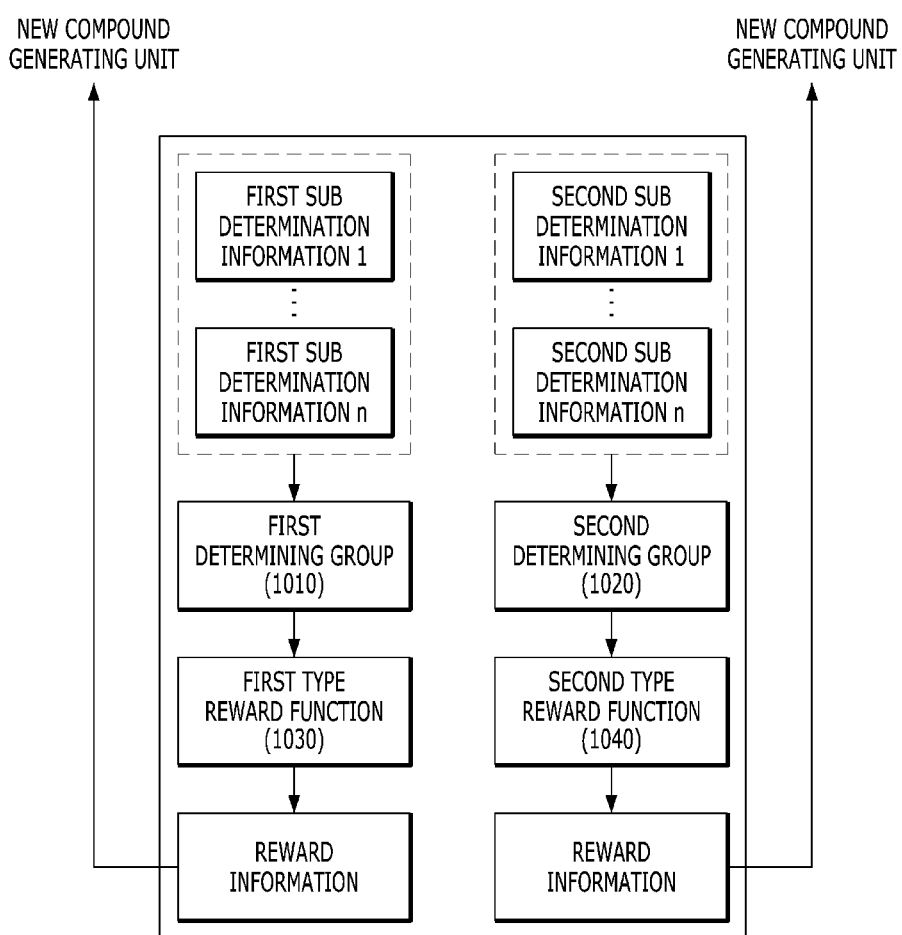 NEW COMPOUND
GENERATING UNIT
NEW COMPOUND
GENERATING UNIT
FIRST SUB
DETERMINATION
INFORMATION 1
SECOND SUB
DETERMINATION
INFORMATION 1
FIRST SUB
DETERMINATION
INFORMATION n
SECOND SUB
DETERMINATION
INFORMATION n
FIRST
DETERMINING GROUP
(1010)
SECOND
DETERMINING GROUP
(1020)
FIRST TYPE
REWARD FUNCTION
(1030)
SECOND TYPE
REWARD FUNCTION
(1040)
REWARD
INFORMATION
REWARD
INFORMATION